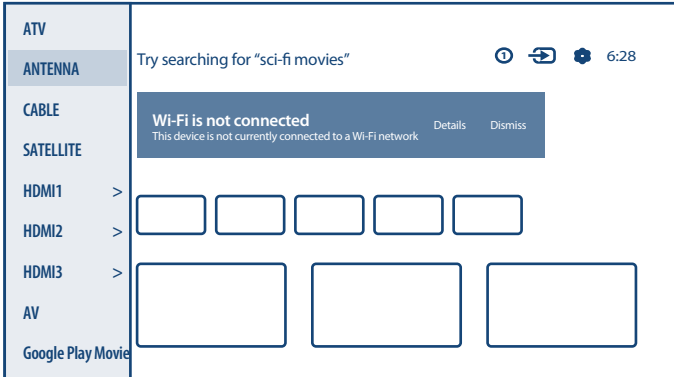 ATV
ANTENNA
CABLE
SATELLITE
HDMI1 >
HDMI2 >
HDMI3 >
AV
Google Play Movie
Try searching for “sci-fi movies”
1 6:28
Wi-Fi is not connected
This device is not currently connected to a Wi-Fi network
Details Dismiss